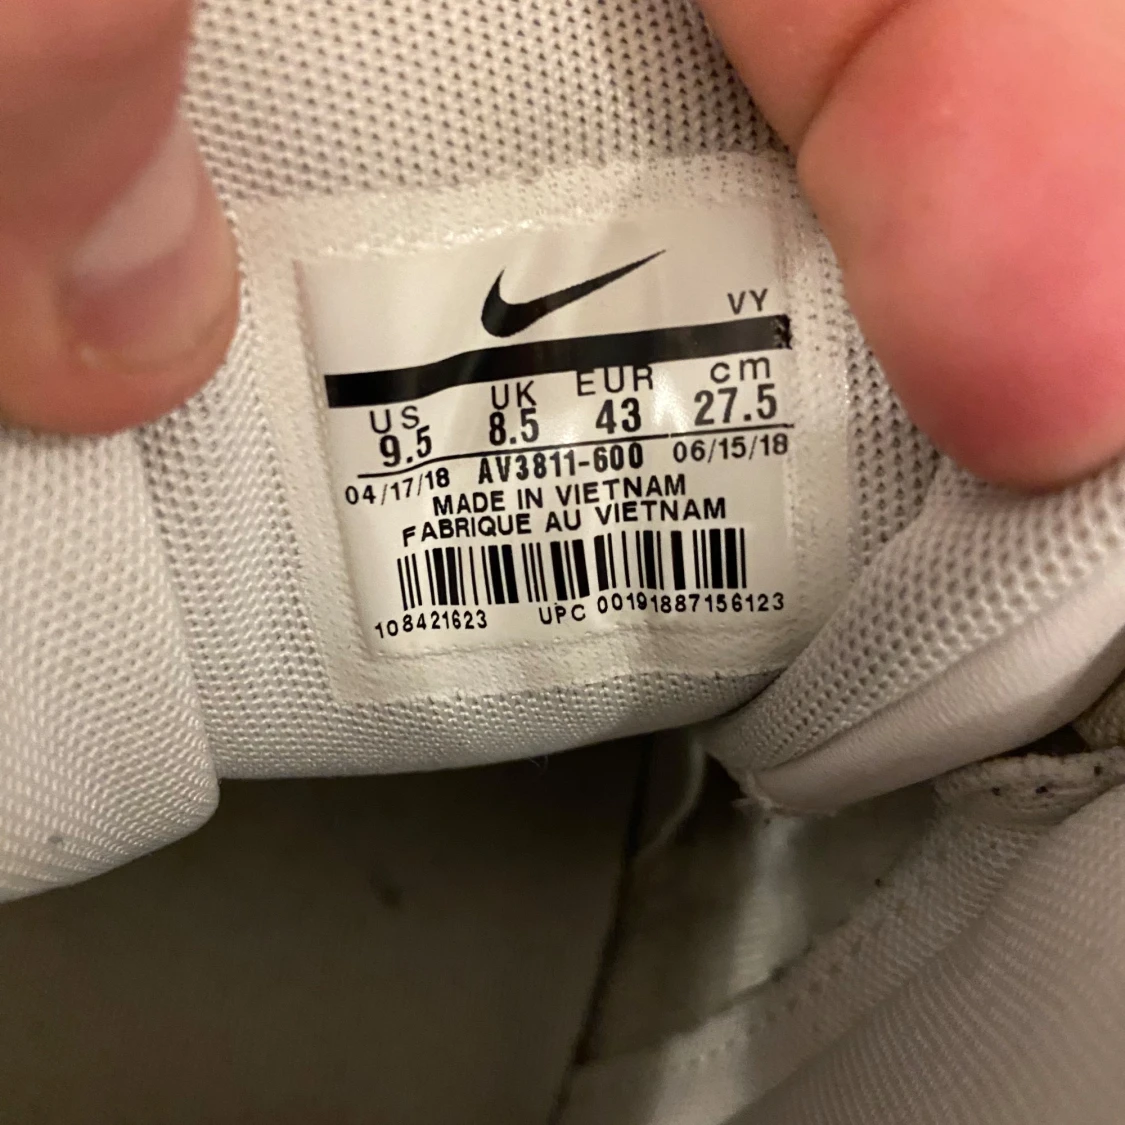 VY
US UK EUR cm
9.5 8.5 43 27.5
04/17/18 AV3811-600 06/15/18
MADE IN VIETNAM
FABRIQUE AU VIETNAM
108421623 UPC 00191887156123